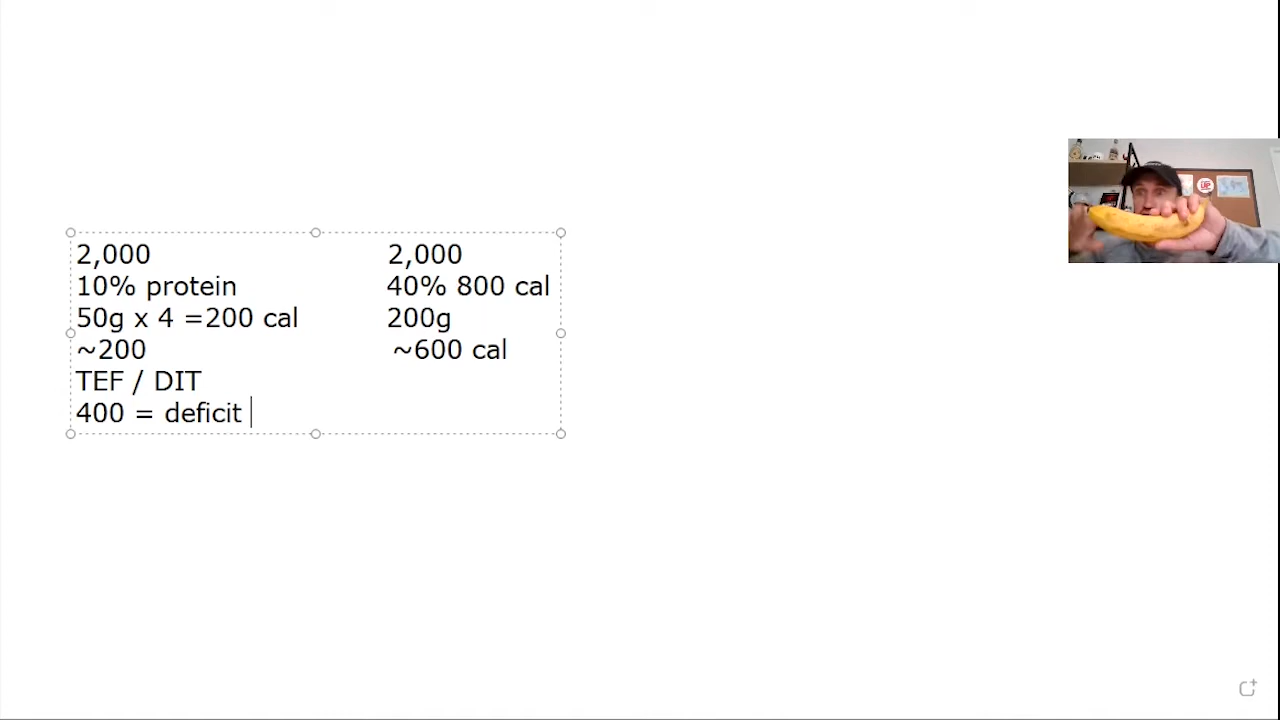 2,000 2,000
10% protein 40% 800 cal
50g x 4 =200 cal 200g
~200 ~600 cal
TEF / DIT
400 = deficit
UP